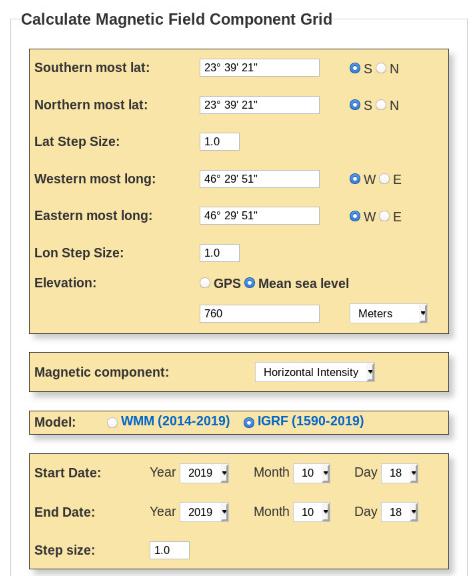 Calculate Magnetic Field Component Grid
Southern most lat: 23° 39' 21" S N
Northern most lat: 23° 39' 21" S N
Lat Step Size: 1.0
Western most long: 46° 29' 51" W E
Eastern most long: 46° 29' 51" W E
Lon Step Size: 1.0
Elevation: GPS Mean sea level
760 Meters
Magnetic component: Horizontal Intensity
Model: WMM (2014-2019) IGRF (1590-2019)
Start Date: Year 2019 Month 10 Day 18
End Date: Year 2019 Month 10 Day 18
Step size: 1.0